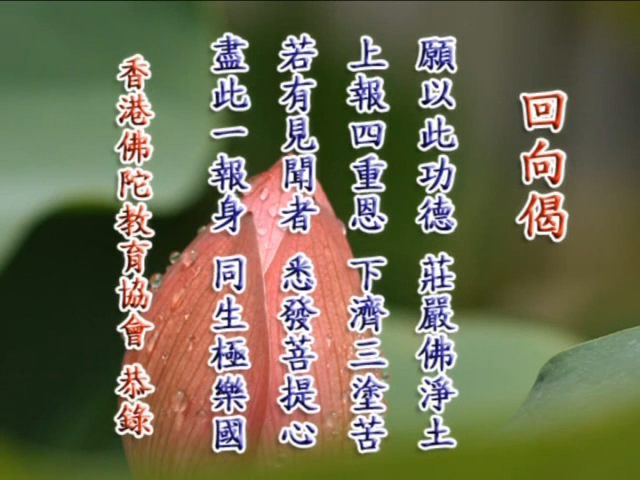 回向偈
願以此功德 莊嚴佛淨土
上報四重恩 下濟三塗苦
若有見聞者 悉發菩提心
盡此一報身 同生極樂國
香港佛陀教育協會 恭錄